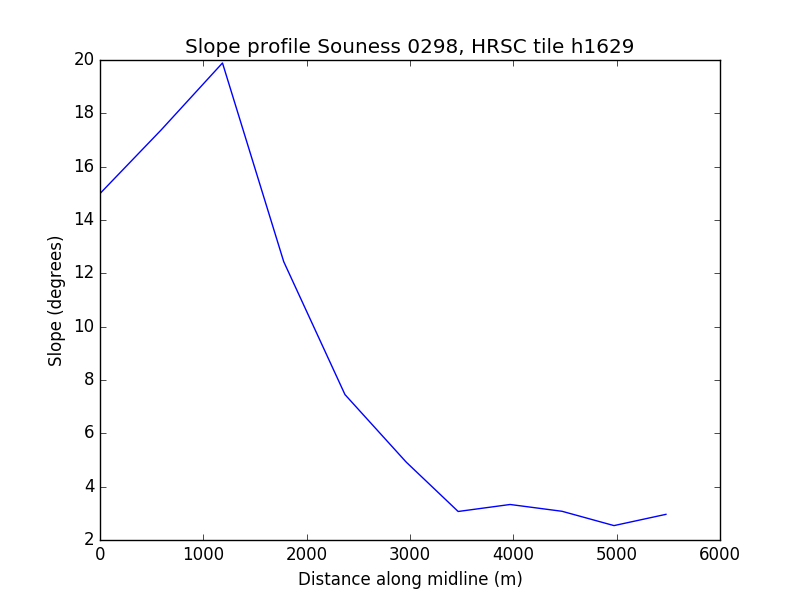 Slope profile Souness 0298, HRSC tile h1629
20
18
16
14
12
10
8
6
4
2
Slope (degrees)
0 1000 2000 3000 4000 5000 6000
Distance along midline (m)